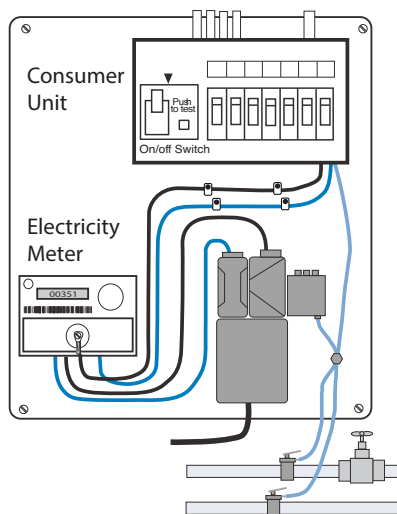 Consumer
Unit
Push
to test
On/off Switch
Electricity
Meter
00351